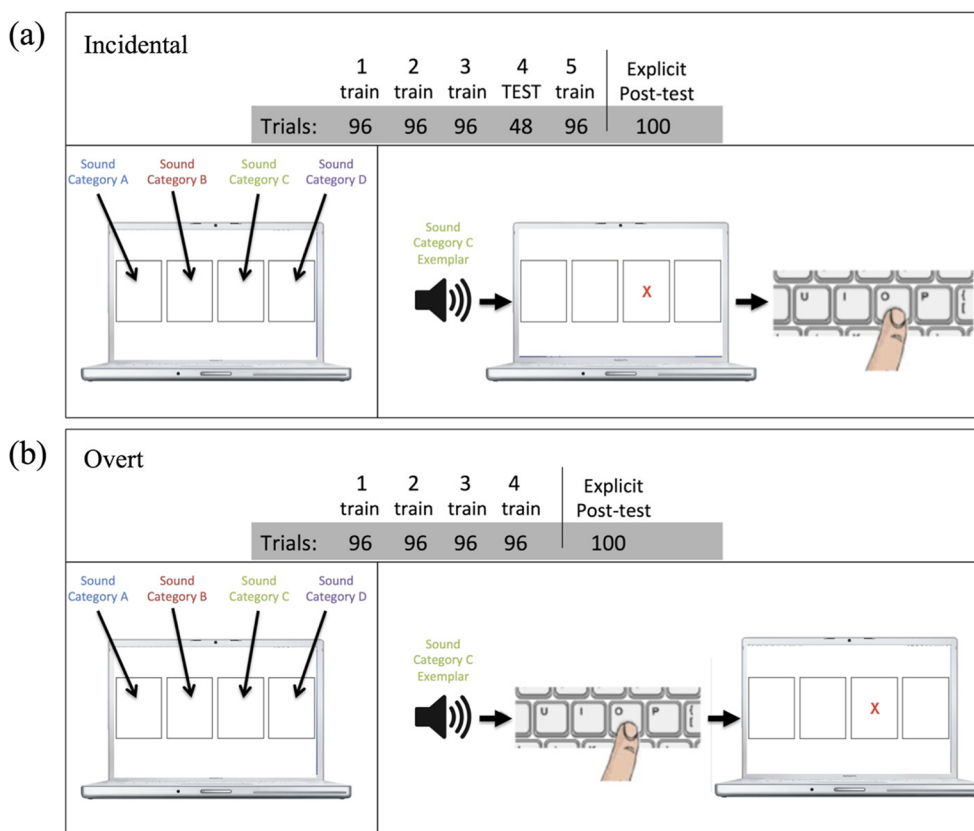 (a)
Incidental
1 2 3 4 5 Explicit
train train train TEST train Post-test
Trials: 96 96 96 48 96 100
Sound Sound Sound Sound
Category A Category B Category C Category D
Sound
Category C
Exemplar
X
U I O P { [
(b)
Overt
1 2 3 4 Explicit
train train train train Post-test
Trials: 96 96 96 96 100
Sound Sound Sound Sound
Category A Category B Category C Category D
Sound
Category C
Exemplar
U I O P
X